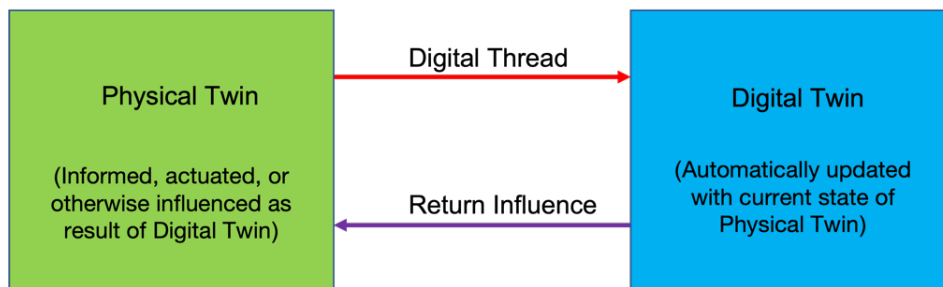 Physical Twin
(Informed, actuated, or
otherwise influenced as
result of Digital Twin)
Digital Thread
Return Influence
Digital Twin
(Automatically updated
with current state of
Physical Twin)